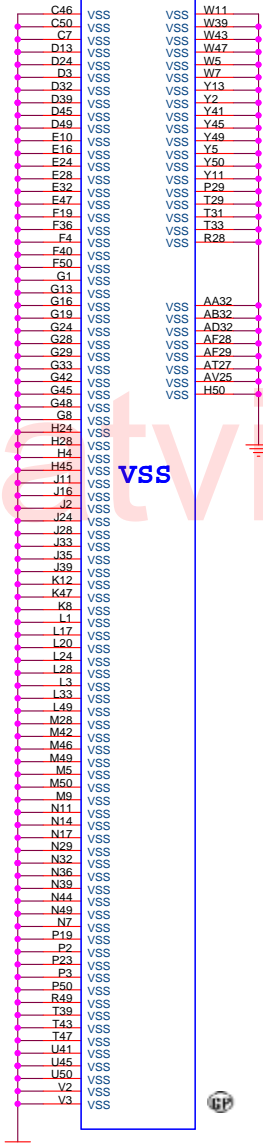 C46 VSS VSS W11
C50 VSS VSS W39
C7 VSS VSS W43
D13 VSS VSS W47
D24 VSS VSS W5
D3 VSS VSS W7
D32 VSS VSS Y13
D39 VSS VSS Y2
D45 VSS VSS Y41
D49 VSS VSS Y45
E10 VSS VSS Y49
E16 VSS VSS Y5
E24 VSS VSS Y50
E28 VSS VSS Y11
E32 VSS VSS P29
E47 VSS VSS T29
F19 VSS VSS T31
F36 VSS VSS T33
F4 VSS VSS R28
F40 VSS
F50 VSS
G1 VSS
G13 VSS
G16 VSS VSS AA32
G19 VSS VSS AB32
G24 VSS VSS AD32
G28 VSS VSS AF28
G29 VSS VSS AF29
G33 VSS VSS AT27
G42 VSS VSS AV25
G45 VSS VSS H50
G48 VSS
G8 VSS
H24 VSS
H28 VSS
H4 VSS
H45 VSS
VSS
J11 VSS
J16 VSS
J2 VSS
J24 VSS
J28 VSS
J33 VSS
J35 VSS
J39 VSS
K12 VSS
K47 VSS
K8 VSS
L1 VSS
L17 VSS
L20 VSS
L24 VSS
L28 VSS
L3 VSS
L33 VSS
L49 VSS
M28 VSS
M42 VSS
M46 VSS
M49 VSS
M5 VSS
M50 VSS
M9 VSS
N11 VSS
N14 VSS
N17 VSS
N29 VSS
N32 VSS
N36 VSS
N39 VSS
N44 VSS
N49 VSS
N7 VSS
P19 VSS
P2 VSS
P23 VSS
P3 VSS
P50 VSS
R49 VSS
T39 VSS
T43 VSS
T47 VSS
U41 VSS
U45 VSS
U50 VSS
V2 VSS
V3 VSS
GP